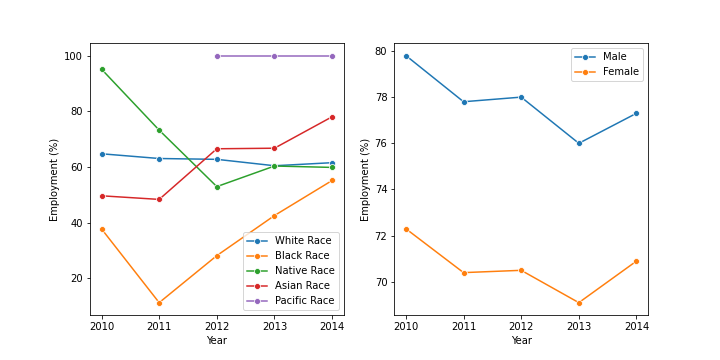 Employment (%)
100
80
60
40
20
2010 2011 2012 2013 2014
Year
White Race
Black Race
Native Race
Asian Race
Pacific Race
Employment (%)
80
78
76
74
72
70
2010 2011 2012 2013 2014
Year
Male
Female